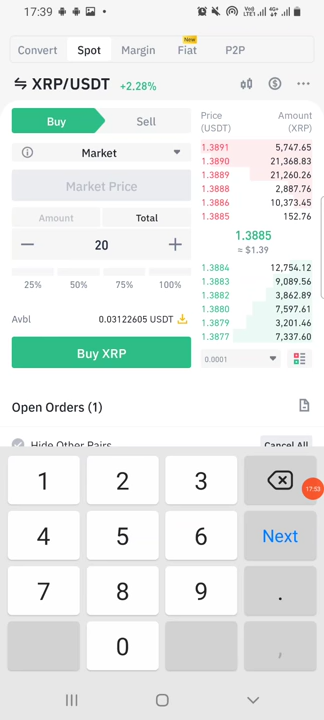 17:39
Vo) LTE1 4G+
Convert Spot Margin Fiat New P2P
XRP/USDT +2.28%
Buy Sell
Market
Market Price
Amount Total
20
25% 50% 75% 100%
Avbl 0.03122605 USDT
Buy XRP
Price (USDT) Amount (XRP)
1.3891 5,747.65
1.3890 21,368.83
1.3889 21,260.26
1.3888 2,887.76
1.3886 10,373.45
1.3885 152.76
1.3885
≈ $1.39
1.3884 12,754.12
1.3883 9,089.56
1.3882 3,862.89
1.3880 7,597.61
1.3879 3,201.46
1.3877 7,337.60
0.0001
Open Orders (1)
Hide Other Pairs Cancel All
1 2 3
4 5 6 Next
7 8 9 .
0 ,
17:53